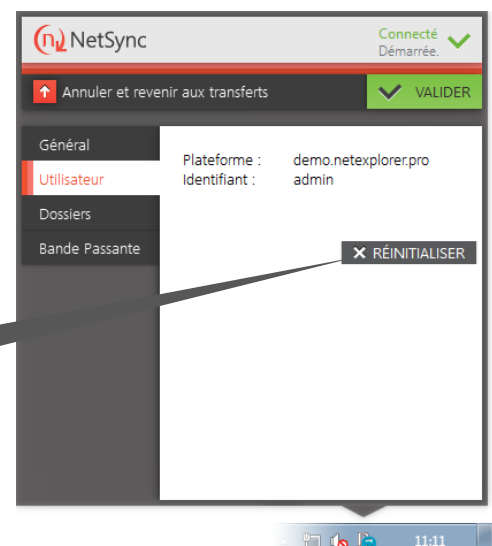 NetSync
Connecté
Démarrée.
Annuler et revenir aux transferts
VALIDER
Général
Utilisateur
Dossiers
Bande Passante
Plateforme : demo.netexplorer.pro
Identifiant : admin
RÉINITIALISER
11:11